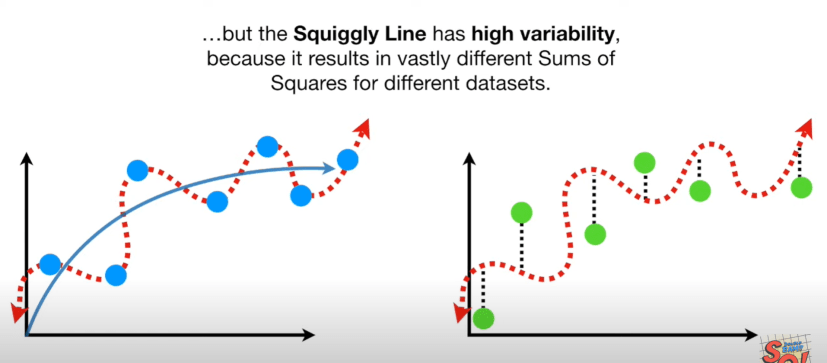 ...but the Squiggly Line has high variability,
because it results in vastly different Sums of
Squares for different datasets.